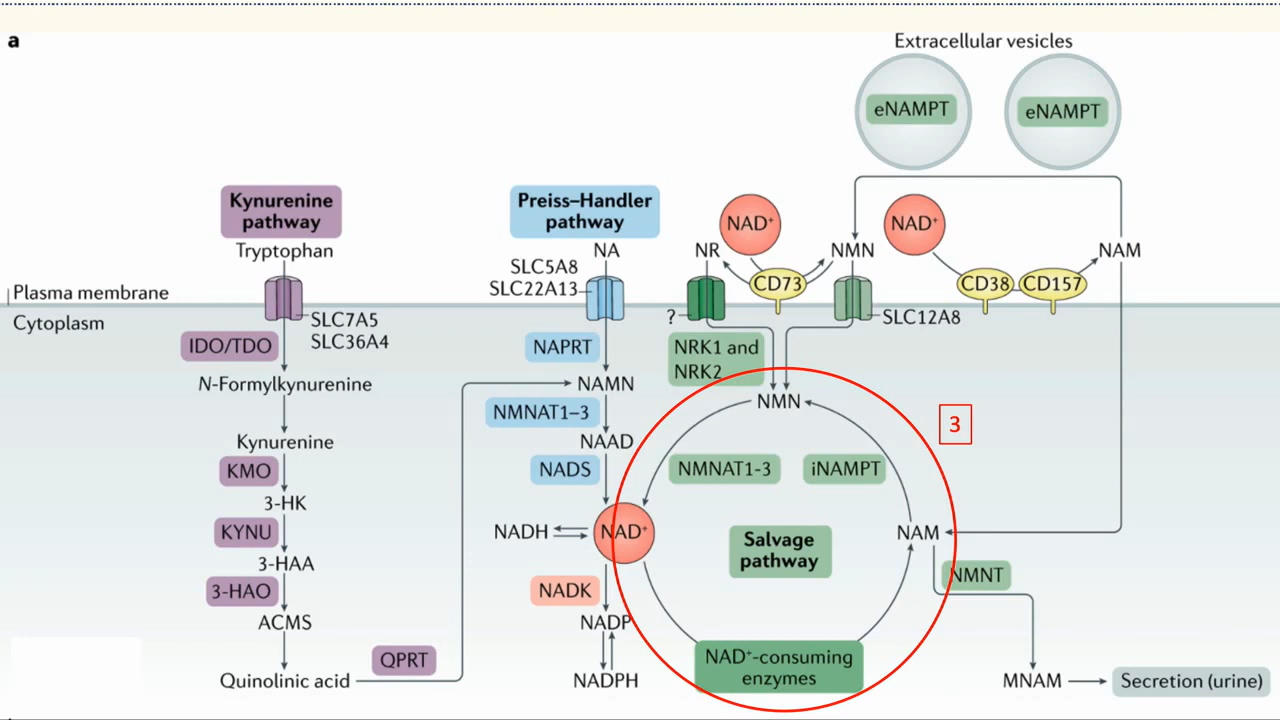 a
Extracellular vesicles
eNAMPT
eNAMPT
Kynurenine
pathway
Tryptophan
Preiss–Handler
pathway
NA
SLC5A8
SLC22A13
NR
NAD⁺
NMN
NAD⁺
NAM
CD73
CD38
CD157
Plasma membrane
Cytoplasm
SLC7A5
SLC36A4
?
SLC12A8
IDO/TDO
N-Formylkynurenine
Kynurenine
KMO
3-HK
KYNU
3-HAA
3-HAO
ACMS
Quinolinic acid
QPRT
NAPRT
NAMN
NMNAT1–3
NAAD
NADS
NADH
NAD⁺
NADK
NADP
NADPH
NRK1 and
NRK2
NMN
NMNAT1-3
iNAMPT
Salvage
pathway
NAM
NAD⁺-consuming
enzymes
3
NMNT
MNAM
Secretion (urine)